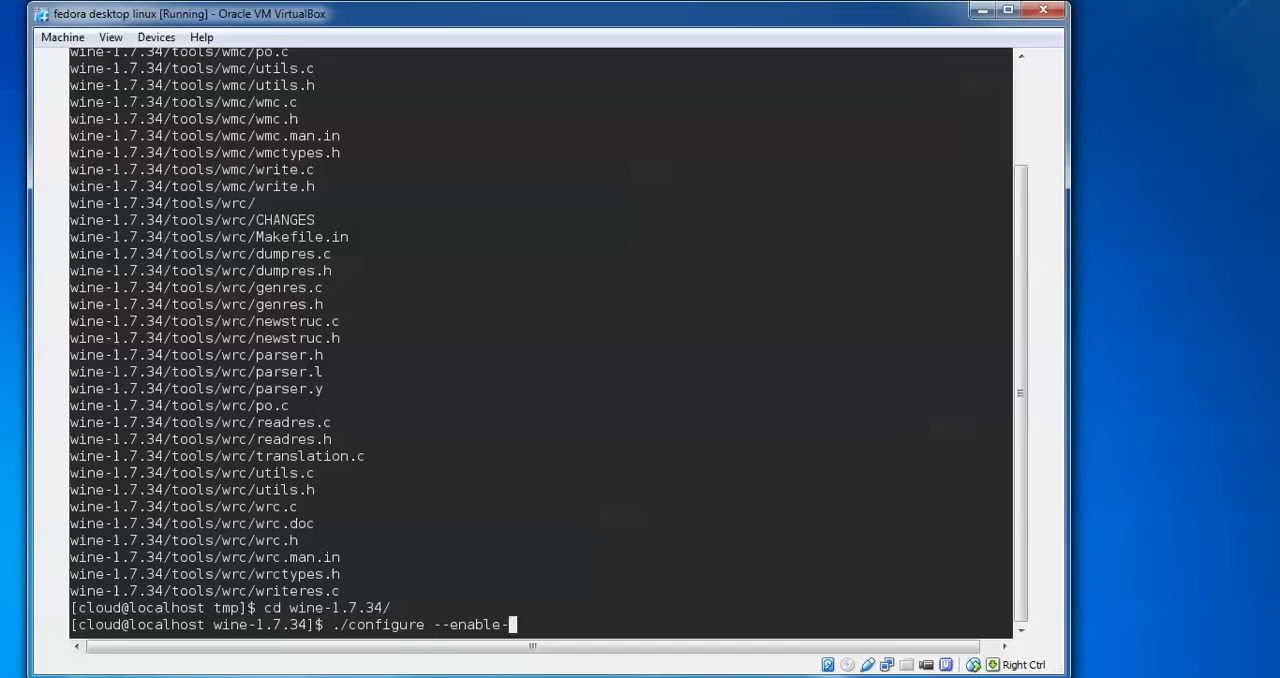 fedora desktop linux [Running] - Oracle VM VirtualBox
Machine View Devices Help
wine-1.7.34/tools/wmc/po.c
wine-1.7.34/tools/wmc/utils.c
wine-1.7.34/tools/wmc/utils.h
wine-1.7.34/tools/wmc/wmc.c
wine-1.7.34/tools/wmc/wmc.h
wine-1.7.34/tools/wmc/wmc.man.in
wine-1.7.34/tools/wmc/wmctypes.h
wine-1.7.34/tools/wmc/write.c
wine-1.7.34/tools/wmc/write.h
wine-1.7.34/tools/wrc/
wine-1.7.34/tools/wrc/CHANGES
wine-1.7.34/tools/wrc/Makefile.in
wine-1.7.34/tools/wrc/dumpres.c
wine-1.7.34/tools/wrc/dumpres.h
wine-1.7.34/tools/wrc/genres.c
wine-1.7.34/tools/wrc/genres.h
wine-1.7.34/tools/wrc/newstruc.c
wine-1.7.34/tools/wrc/newstruc.h
wine-1.7.34/tools/wrc/parser.h
wine-1.7.34/tools/wrc/parser.l
wine-1.7.34/tools/wrc/parser.y
wine-1.7.34/tools/wrc/po.c
wine-1.7.34/tools/wrc/readres.c
wine-1.7.34/tools/wrc/readres.h
wine-1.7.34/tools/wrc/translation.c
wine-1.7.34/tools/wrc/utils.c
wine-1.7.34/tools/wrc/utils.h
wine-1.7.34/tools/wrc/wrc.c
wine-1.7.34/tools/wrc/wrc.doc
wine-1.7.34/tools/wrc/wrc.h
wine-1.7.34/tools/wrc/wrc.man.in
wine-1.7.34/tools/wrc/wrctypes.h
wine-1.7.34/tools/wrc/writeres.c
[cloud@localhost tmp]$ cd wine-1.7.34/
[cloud@localhost wine-1.7.34]$ ./configure --enable-
Right Ctrl